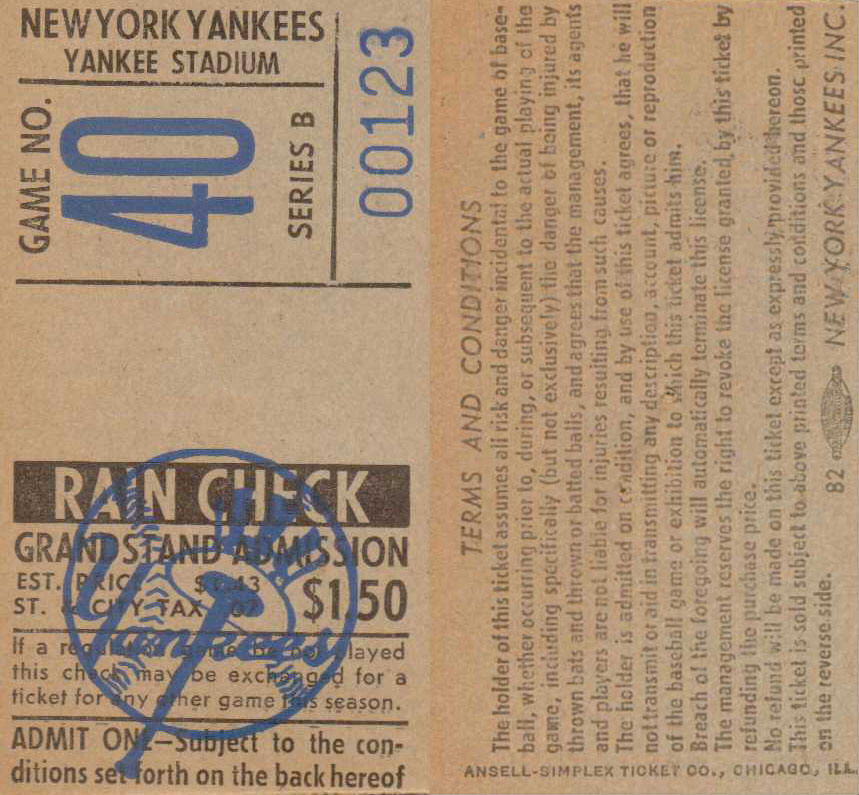 NEW YORK YANKEES
YANKEE STADIUM
GAME NO.
40
SERIES B
00123
RAIN CHECK
GRANDSTAND ADMISSION
EST. PRICE $1.43
ST. & CITY TAX .07
$1.50
Yankees
If a regulation game be not played
this check may be exchanged for a
ticket for any other game this season.
ADMIT ONE—Subject to the con-
ditions set forth on the back hereof
TERMS AND CONDITIONS
The holder of this ticket assumes all risk and danger incidental to the game of base-
ball, whether occurring prior to, during, or subsequent to the actual playing of the
game, including specifically (but not exclusively) the danger of being injured by
thrown bats and thrown or batted balls, and agrees that the management, its agents
and players are not liable for injuries resulting from such causes.
The holder is admitted on condition, and by use of this ticket agrees, that he will
not transmit or aid in transmitting any description, account, picture or reproduction
of the baseball game or exhibition to which this ticket admits him.
Breach of the foregoing will automatically terminate this license.
The management reserves the right to revoke the license granted by this ticket by
refunding the purchase price.
No refund will be made on this ticket except as expressly provided hereon.
This ticket is sold subject to above printed terms and conditions and those printed
on the reverse side.
82 NEW YORK YANKEES INC.
ANSELL-SIMPLEX TICKET CO., CHICAGO, ILL.